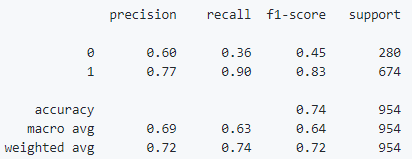 precision recall f1-score support
0 0.60 0.36 0.45 280
1 0.77 0.90 0.83 674
accuracy 0.74 954
macro avg 0.69 0.63 0.64 954
weighted avg 0.72 0.74 0.72 954